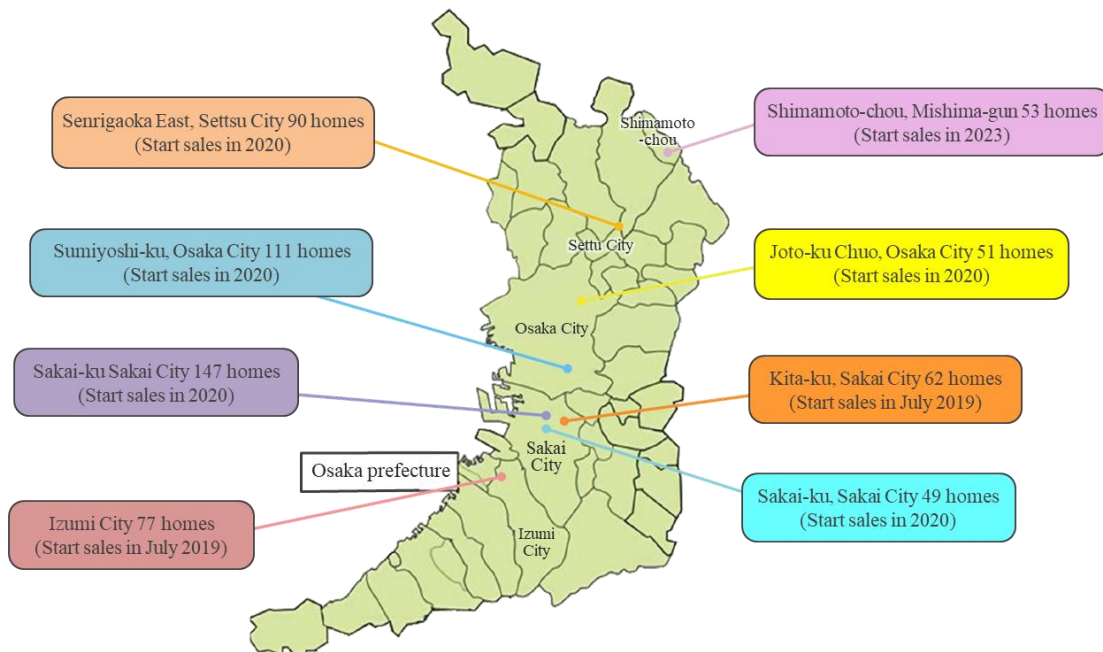 Senrigaoka East, Settsu City 90 homes
(Start sales in 2020)
Shimamoto-chou, Mishima-gun 53 homes
(Start sales in 2023)
Shimamoto
-chou
Sumiyoshi-ku, Osaka City 111 homes
(Start sales in 2020)
Settu City
Joto-ku Chuo, Osaka City 51 homes
(Start sales in 2020)
Osaka City
Sakai-ku Sakai City 147 homes
(Start sales in 2020)
Kita-ku, Sakai City 62 homes
(Start sales in July 2019)
Sakai
City
Osaka prefecture
Sakai-ku, Sakai City 49 homes
(Start sales in 2020)
Izumi City 77 homes
(Start sales in July 2019)
Izumi
City